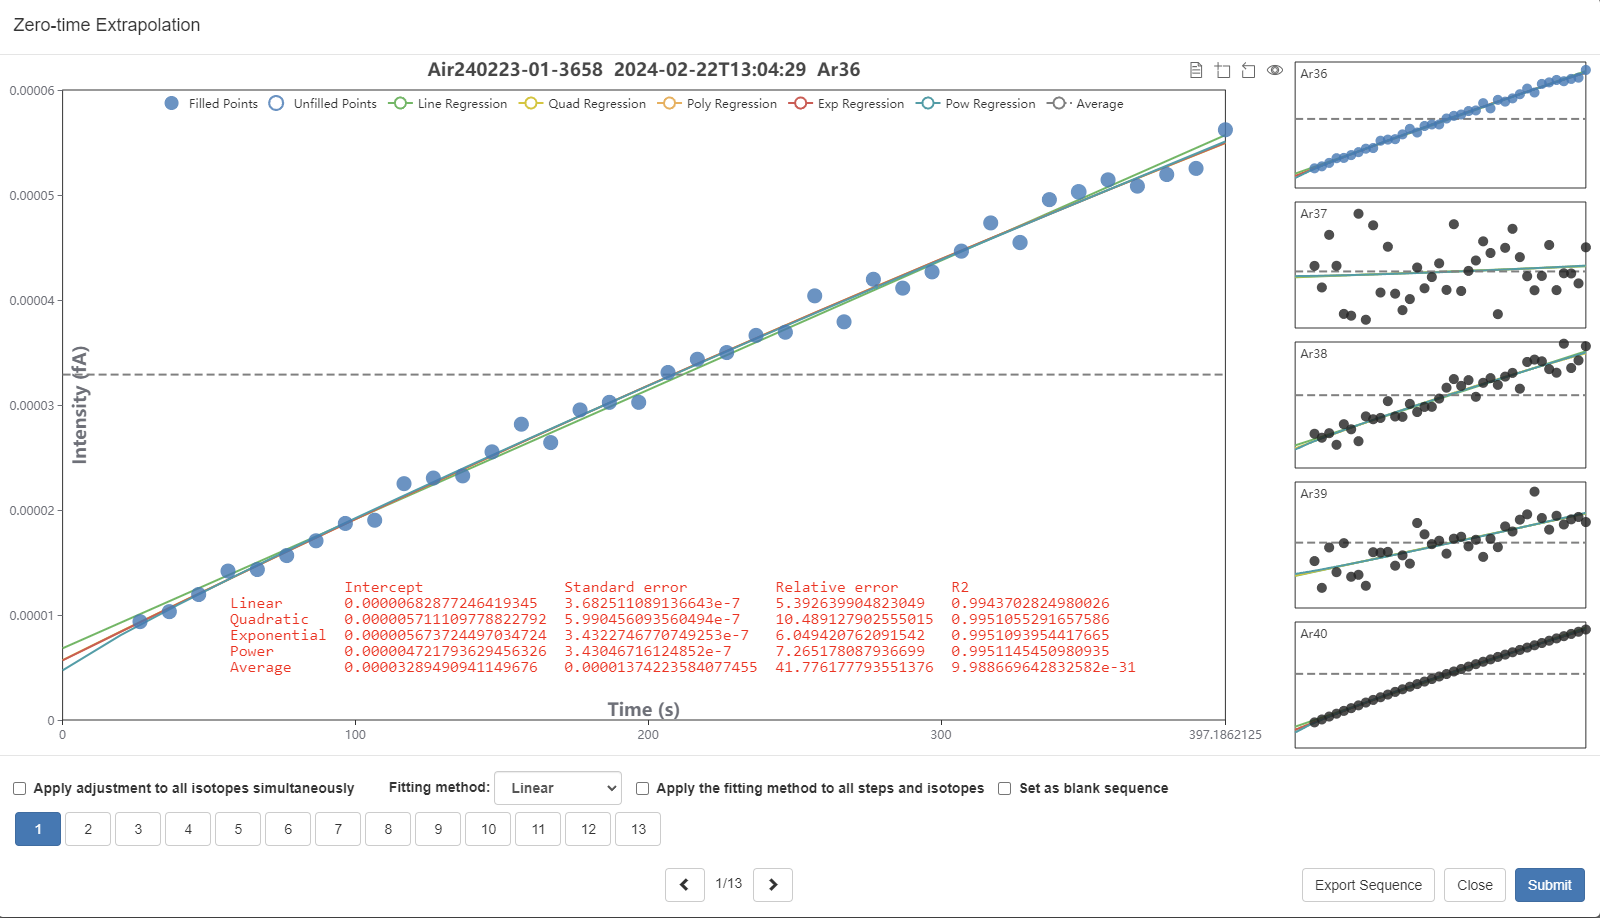 Zero-time Extrapolation
Air240223-01-3658  2024-02-22T13:04:29  Ar36
Filled Points  Unfilled Points  Line Regression  Quad Regression  Poly Regression  Exp Regression  Pow Regression  Average
0.00006
0.00005
0.00004
0.00003
0.00002
0.00001
0
Intensity (fA)
Intercept  Standard error  Relative error  R2
Linear  0.00000682877246419345  3.682511089136643e-7  5.392639904823049  0.9943702824980026
Quadratic  0.000005711109778822792  5.990456093560494e-7  10.489127902555015  0.9951055291657586
Exponential  0.000005673724497034724  3.4322746770749253e-7  6.049420762091542  0.9951093954417665
Power  0.000004721793629456326  3.43046716124852e-7  7.265178087936699  0.9951145450980935
Average  0.00003289490941149676  0.00001374223584077455  41.776177793551376  9.988669642832582e-31
Time (s)
0  100  200  300  397.1862125
Ar36
Ar37
Ar38
Ar39
Ar40
Apply adjustment to all isotopes simultaneously  Fitting method:  Linear  Apply the fitting method to all steps and isotopes  Set as blank sequence
1  2  3  4  5  6  7  8  9  10  11  12  13
1/13
Export Sequence  Close  Submit